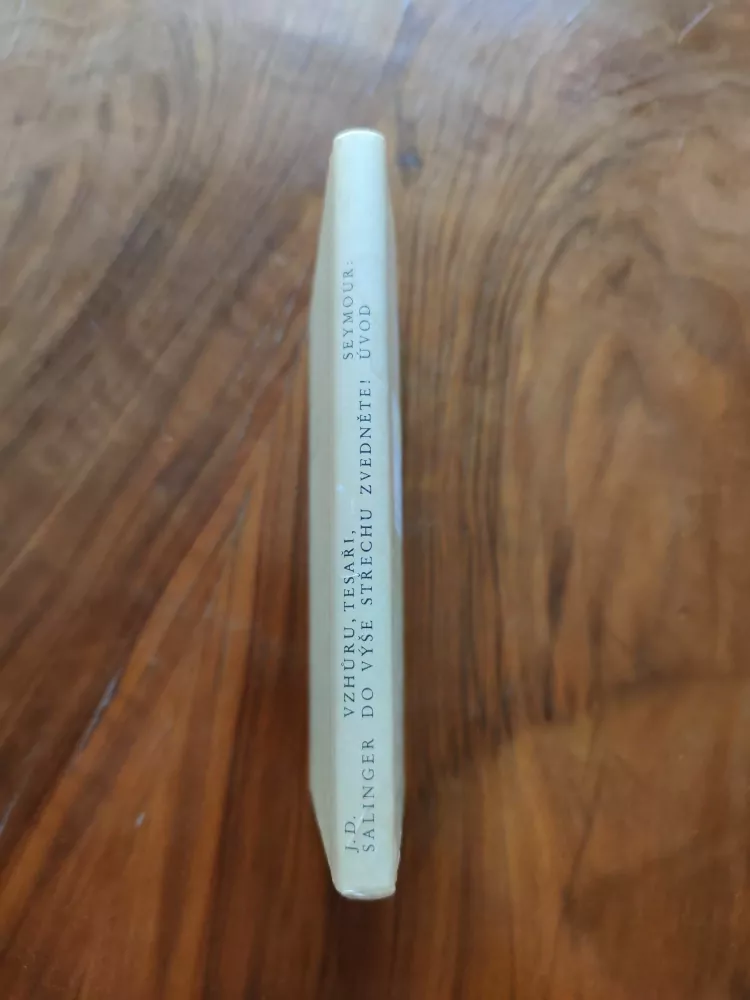 J. D.
SALINGER
VZHŮRU, TESAŘI,
DO VÝŠE STŘECHU ZVEDNĚTE!
SEYMOUR:
ÚVOD